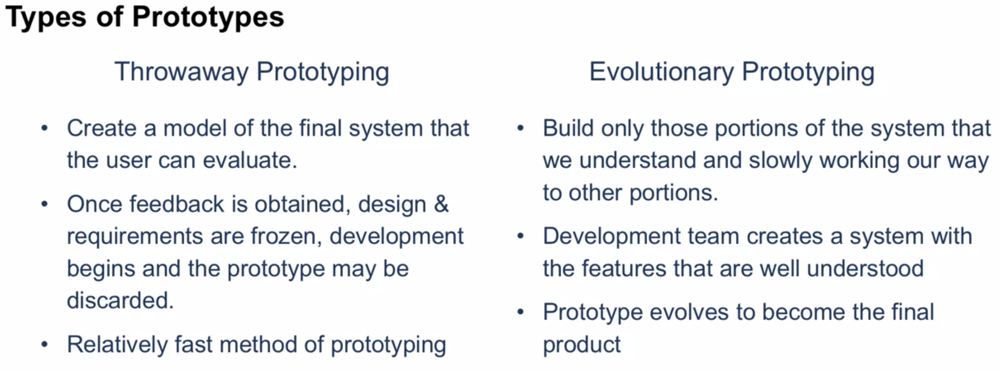 Types of Prototypes
Throwaway Prototyping
• Create a model of the final system that
the user can evaluate.
• Once feedback is obtained, design &
requirements are frozen, development
begins and the prototype may be
discarded.
• Relatively fast method of prototyping
Evolutionary Prototyping
• Build only those portions of the system that
we understand and slowly working our way
to other portions.
• Development team creates a system with
the features that are well understood
• Prototype evolves to become the final
product